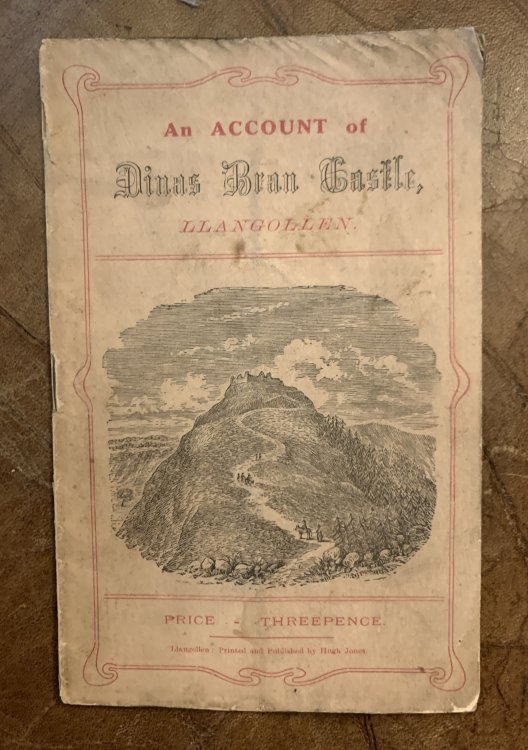 An ACCOUNT of
Dinas Bran Castle,
LLANGOLLEN.
PRICE - THREEPENCE.
Llangollen: Printed and Published by Hugh Jones.